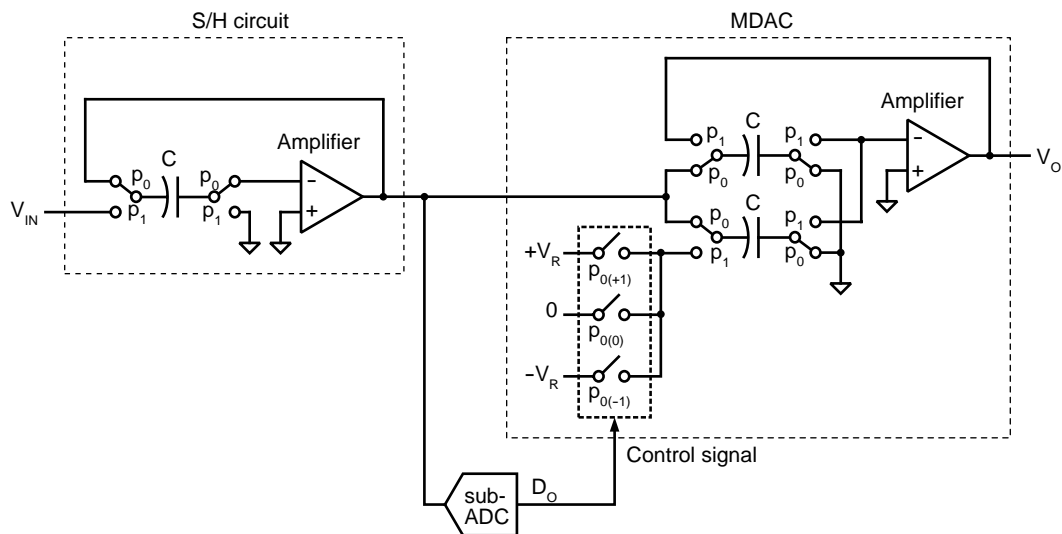 S/H circuit
MDAC
Amplifier
Amplifier
C
C
p1
p1
p0
p0
p0
p0
VIN
p1
p1
−
+
−
+
VO
C
p0
p1
p1
p0
+VR
p0(+1)
0
p0(0)
−VR
p0(−1)
Control signal
DO
sub-
ADC